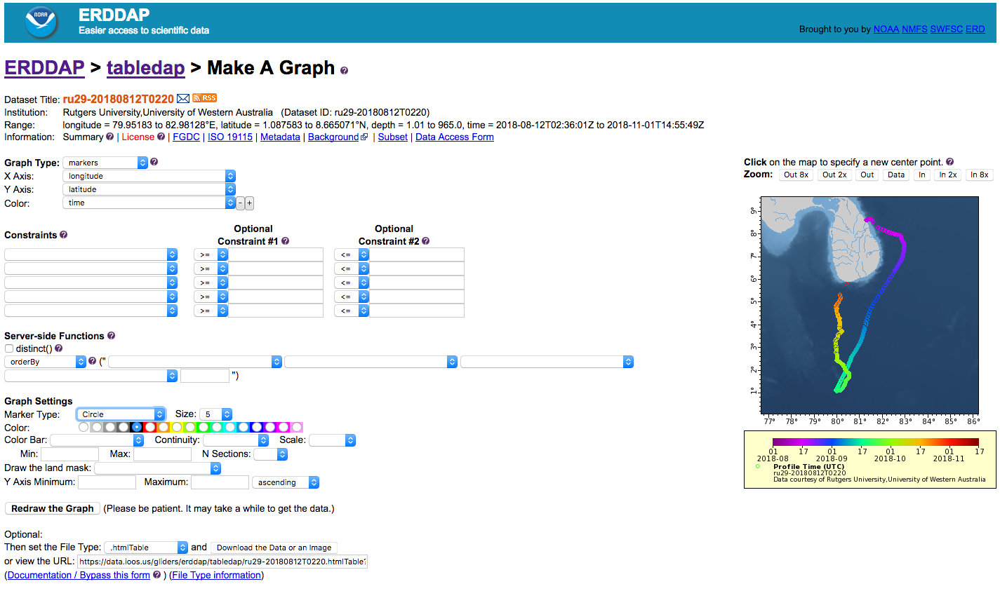 NOAA
ERDDAP
Easier access to scientific data
Brought to you by NOAA NMFS SWFSC ERD
ERDDAP > tabledap > Make A Graph ?
Dataset Title: ru29-20180812T0220 RSS
Institution: Rutgers University,University of Western Australia (Dataset ID: ru29-20180812T0220)
Range: longitude = 79.95183 to 82.98128°E, latitude = 1.087583 to 8.665071°N, depth = 1.01 to 965.0, time = 2018-08-12T02:36:01Z to 2018-11-01T14:55:49Z
Information: Summary ? | License ? | FGDC | ISO 19115 | Metadata | Background | Subset | Data Access Form
Graph Type: markers ?
X Axis: longitude
Y Axis: latitude
Color: time - +
Constraints ? Optional Constraint #1 ? Optional Constraint #2 ?
>= <=
>= <=
>= <=
>= <=
>= <=
Server-side Functions ?
distinct() ?
orderBy ? ("
")
Graph Settings
Marker Type: Circle Size: 5
Color:
Color Bar: Continuity: Scale:
Min: Max: N Sections:
Draw the land mask:
Y Axis Minimum: Maximum: ascending
Redraw the Graph (Please be patient. It may take a while to get the data.)
Optional:
Then set the File Type: .htmlTable and Download the Data or an Image
or view the URL: https://data.ioos.us/gliders/erddap/tabledap/ru29-20180812T0220.htmlTable?
(Documentation / Bypass this form ? ) (File Type information)
Click on the map to specify a new center point. ?
Zoom: Out 8x Out 2x Out Data In In 2x In 8x
9°
8°
7°
6°
5°
4°
3°
2°
1°
77° 78° 79° 80° 81° 82° 83° 84° 85° 86°
01 17 01 17 01 17 01 17
2018-08 2018-09 2018-10 2018-11
Profile Time (UTC)
ru29-20180812T0220
Data courtesy of Rutgers University,University of Western Australia